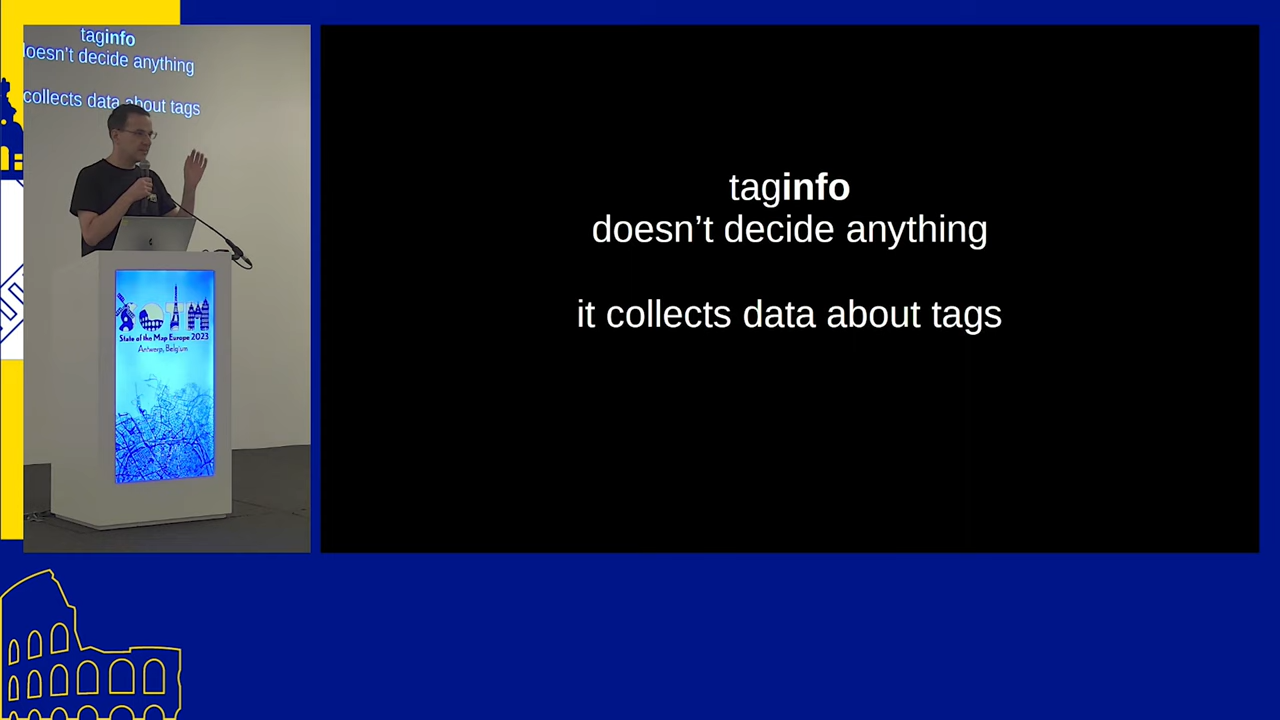 taginfo
doesn't decide anything
collects data about tags
SOTM
State of the Map Europe 2023
Antwerp, Belgium
taginfo
doesn’t decide anything
it collects data about tags